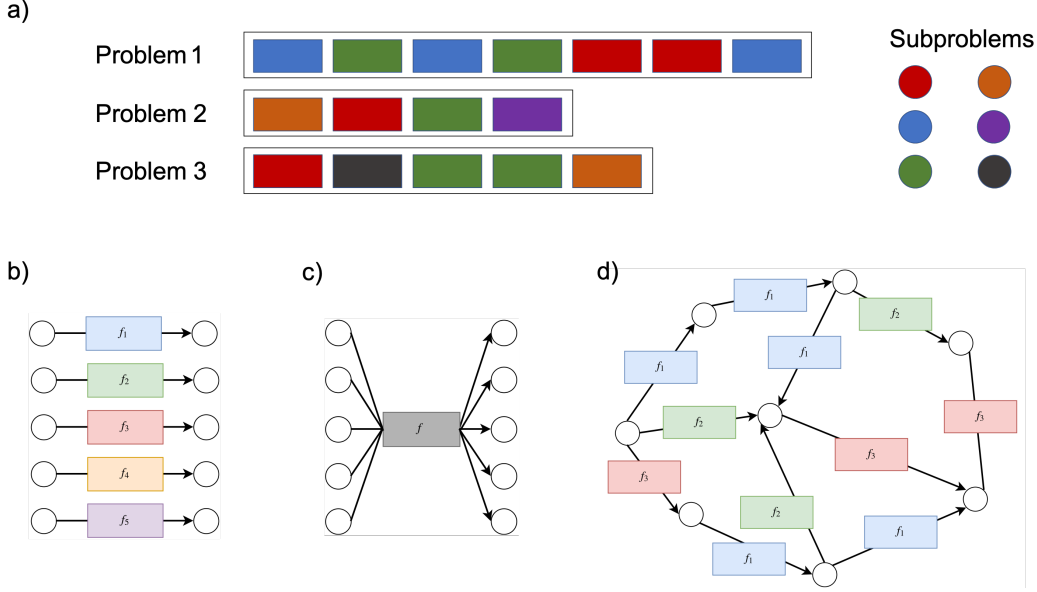 a)
Problem 1
Problem 2
Problem 3
Subproblems
b)
f1
f2
f3
f4
f5
c)
f
d)
f1
f1
f2
f1
f2
f3
f3
f3
f2
f1
f1